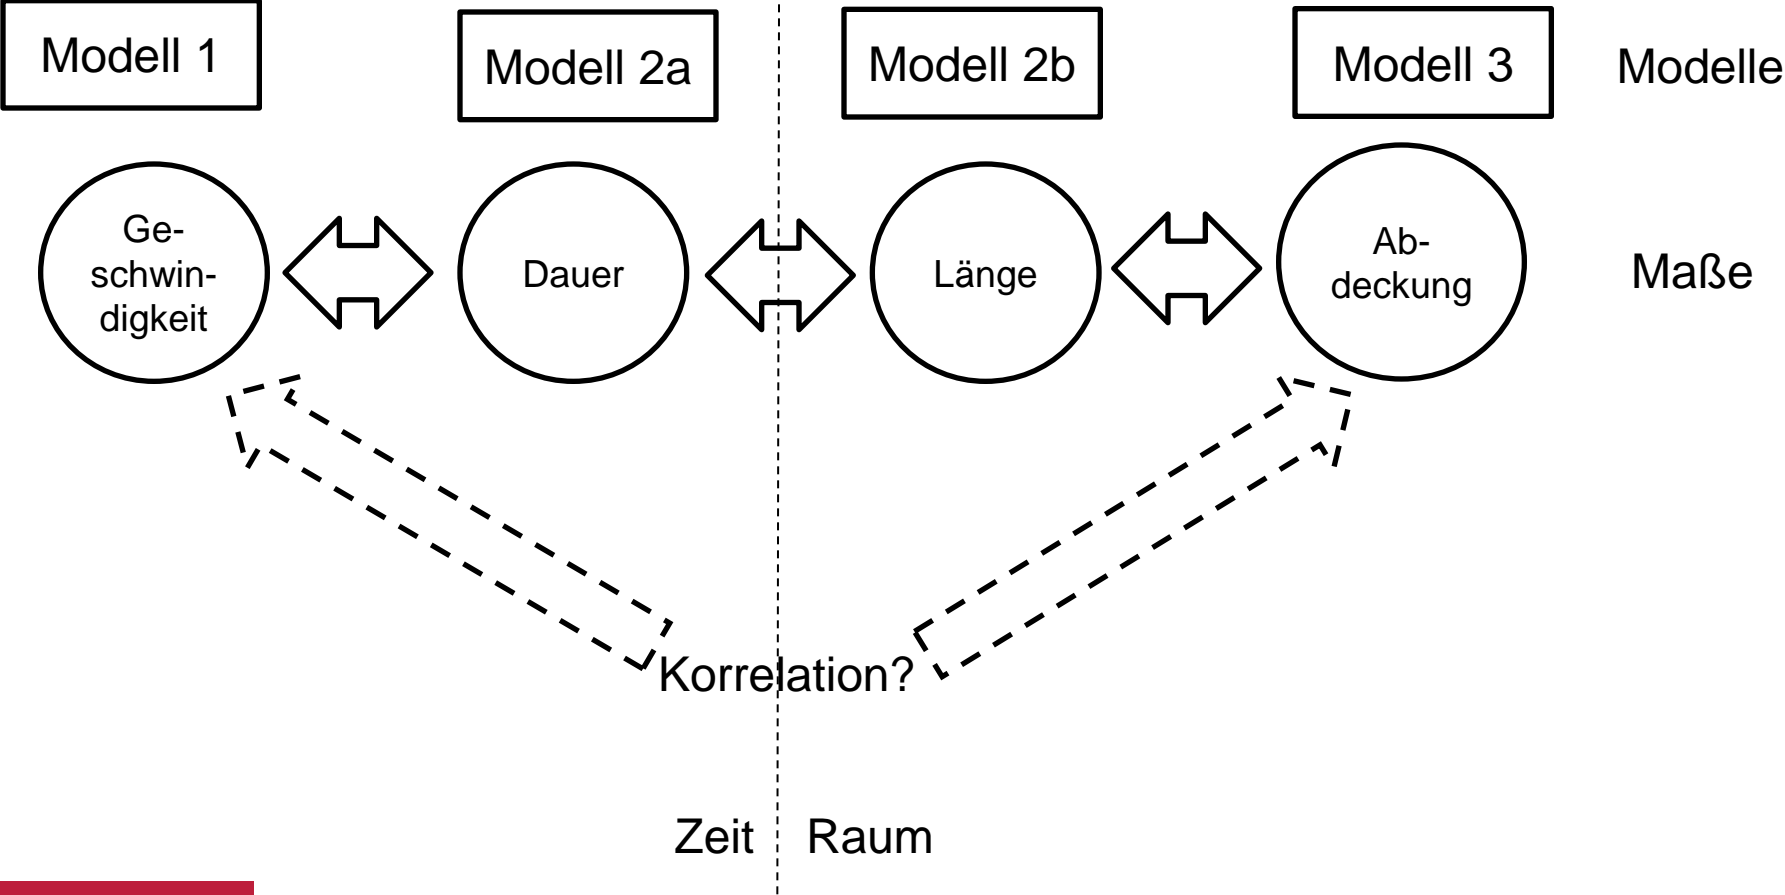 Modell 1
Modell 2a
Modell 2b
Modell 3
Modelle
Ge-
schwin-
digkeit
Dauer
Länge
Ab-
deckung
Maße
Korrelation?
Zeit
Raum